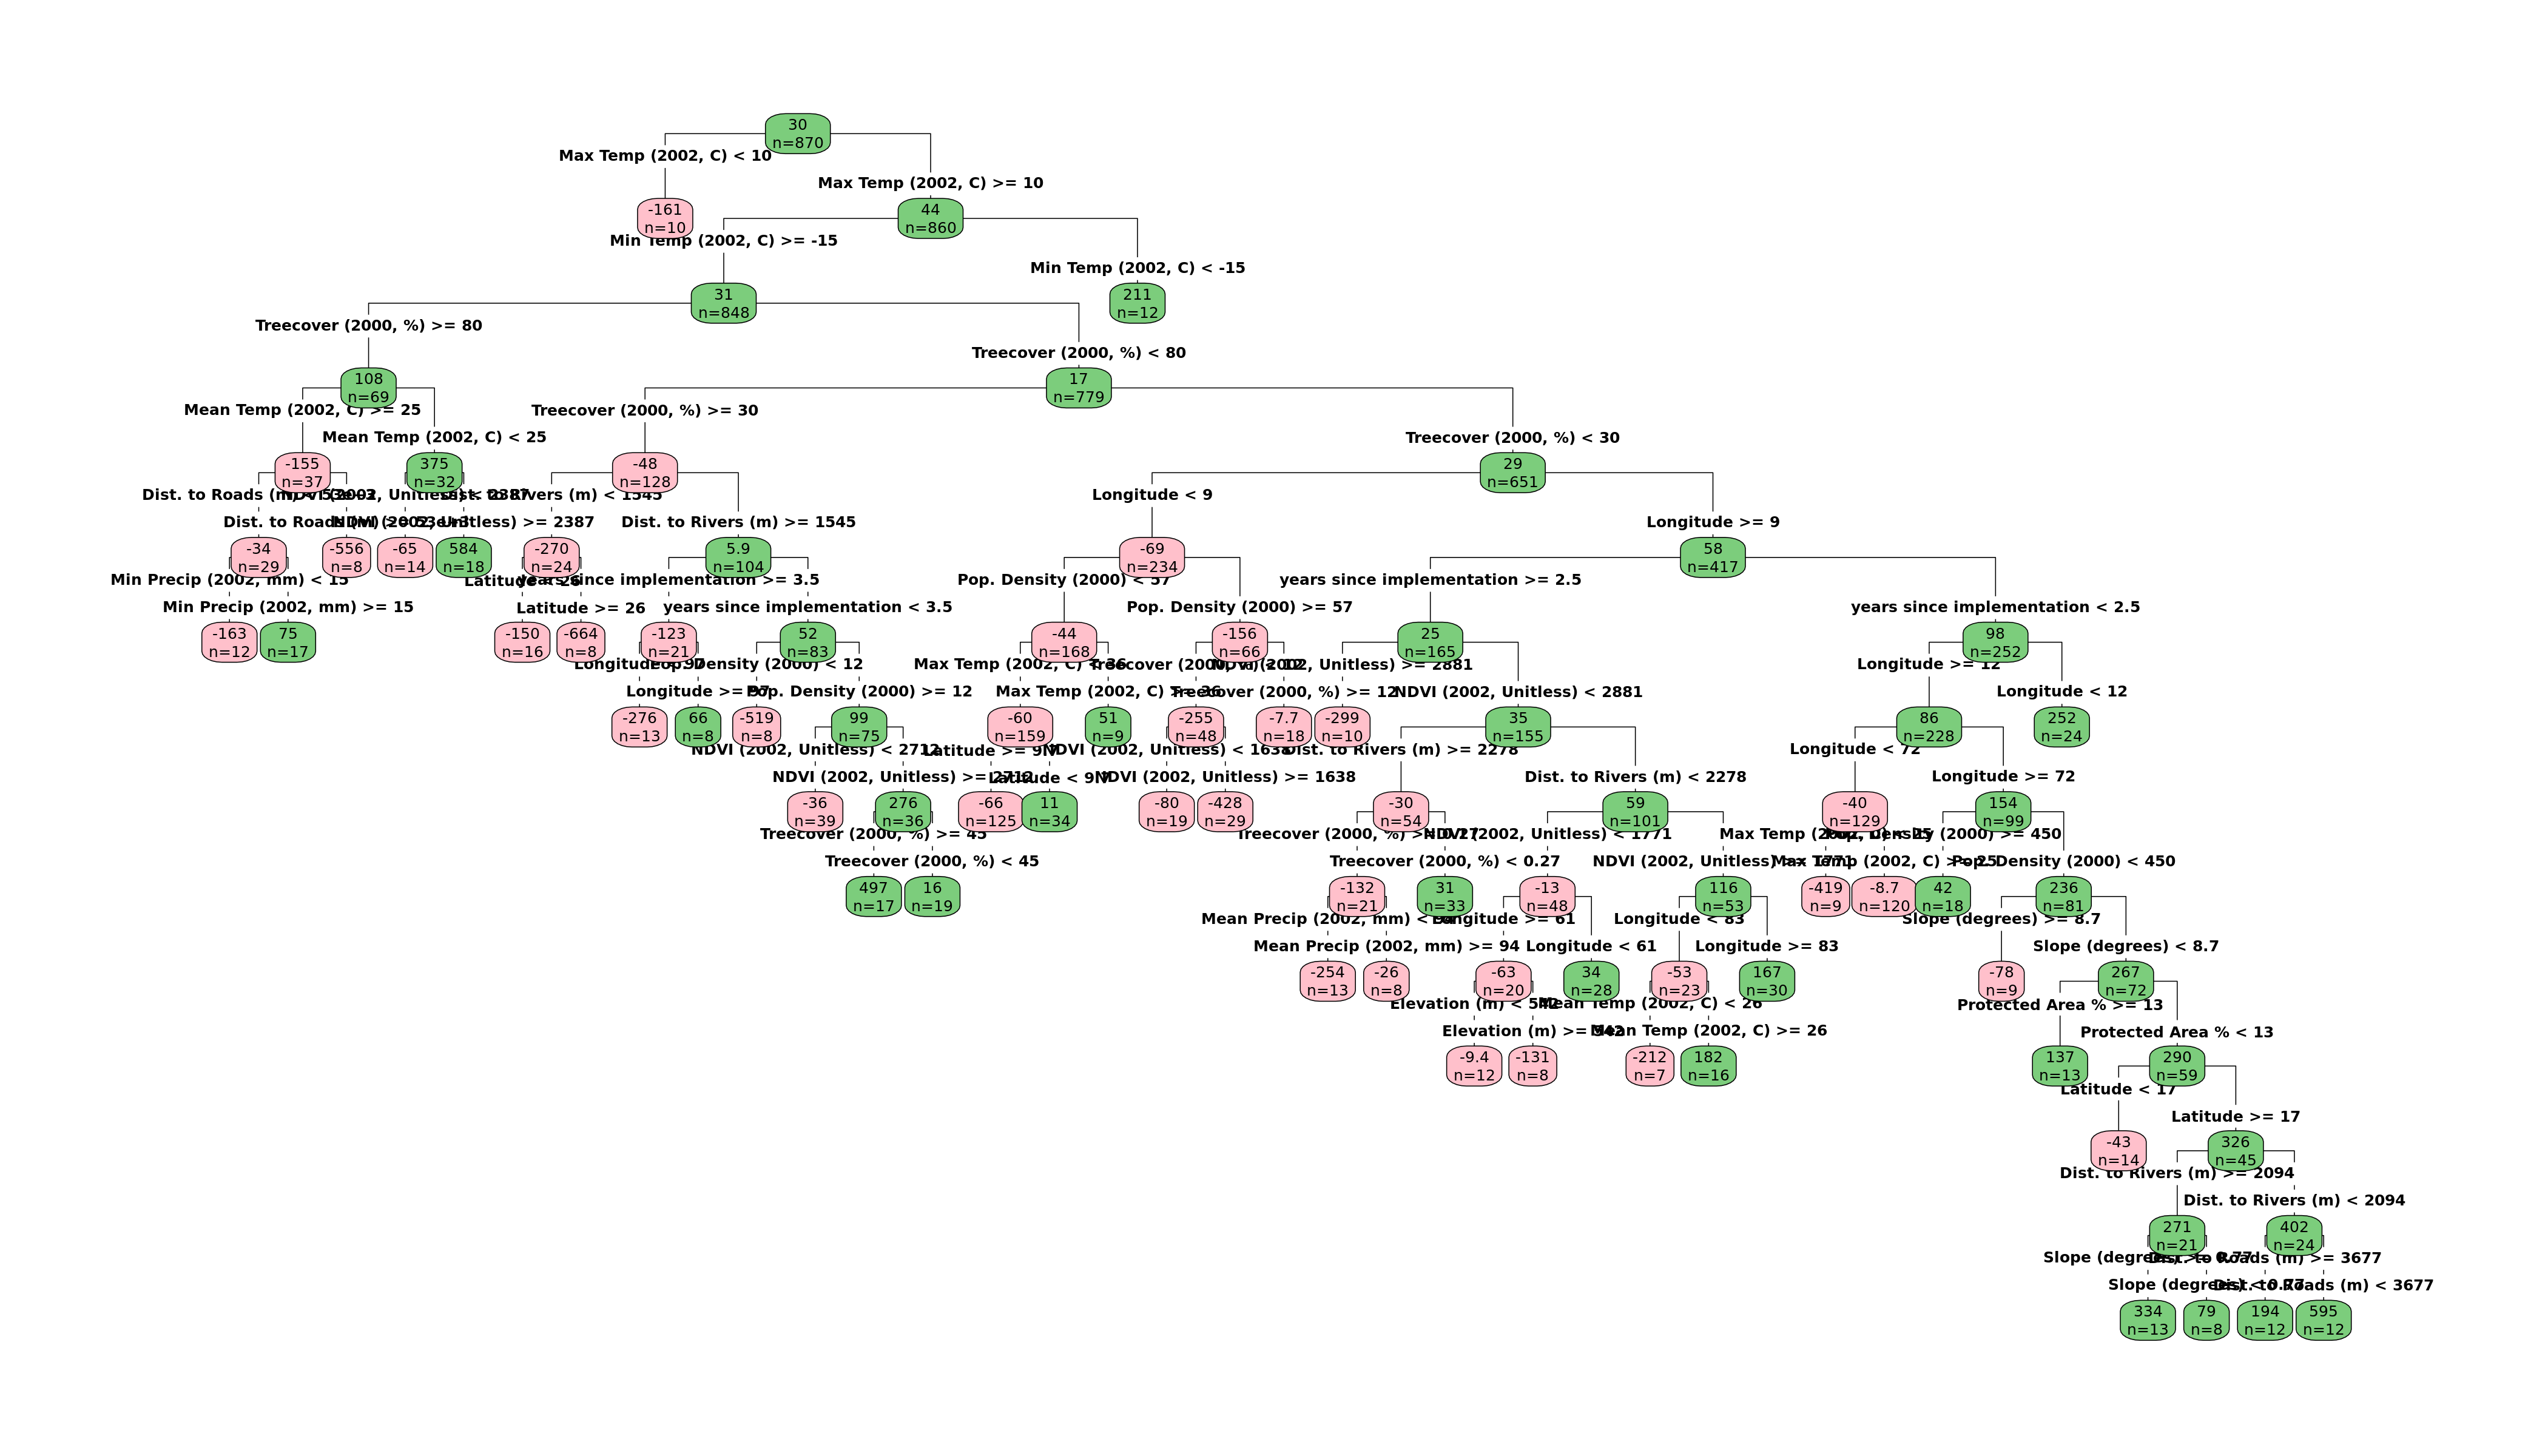 30
n=870
Max Temp (2002, C) < 10
Max Temp (2002, C) >= 10
-161
n=10
44
n=860
Min Temp (2002, C) >= -15
Min Temp (2002, C) < -15
31
n=848
211
n=12
Treecover (2000, %) >= 80
Treecover (2000, %) < 80
108
n=69
17
n=779
Mean Temp (2002, C) >= 25
Treecover (2000, %) >= 30
Mean Temp (2002, C) < 25
Treecover (2000, %) < 30
-155
n=37
375
n=32
-48
n=128
29
n=651
Dist. to Roads (m)
NDVI (2002, Unitless) < 2387
Dist. to Rivers (m) < 1545
Longitude < 9
Dist. to Roads (m) >= 53e+3
NDVI (2002, Unitless) >= 2387
Dist. to Rivers (m) >= 1545
Longitude >= 9
-34
n=29
-556
n=8
-65
n=14
584
n=18
-270
n=24
5.9
n=104
-69
n=234
58
n=417
Min Precip (2002, mm) < 15
Latitude < 26
years since implementation >= 3.5
Pop. Density (2000) < 57
years since implementation >= 2.5
Min Precip (2002, mm) >= 15
Latitude >= 26
years since implementation < 3.5
Pop. Density (2000) >= 57
years since implementation < 2.5
-163
n=12
75
n=17
-150
n=16
-664
n=8
-123
n=21
52
n=83
-44
n=168
-156
n=66
25
n=165
98
n=252
Longitude < 97
Pop. Density (2000) < 12
Max Temp (2002, C) < 36
Treecover (2000, %) < 12
NDVI (2002, Unitless) >= 2881
Longitude >= 12
Longitude >= 97
Pop. Density (2000) >= 12
Max Temp (2002, C) >= 36
Treecover (2000, %) >= 12
NDVI (2002, Unitless) < 2881
Longitude < 12
-276
n=13
66
n=8
-519
n=8
99
n=75
-60
n=159
51
n=9
-255
n=48
-7.7
n=18
-299
n=10
35
n=155
86
n=228
252
n=24
NDVI (2002, Unitless) < 2712
Latitude >=
NDVI (2002, Unitless) < 1638
Dist. to Rivers (m) >= 2278
Longitude < 72
NDVI (2002, Unitless) >= 2712
Latitude <
NDVI (2002, Unitless) >= 1638
Dist. to Rivers (m) < 2278
Longitude >= 72
-36
n=39
276
n=36
-66
n=125
11
n=34
-80
n=19
-428
n=29
-30
n=54
59
n=101
-40
n=129
154
n=99
Treecover (2000, %) >= 45
Treecover (2000, %) >= 0.27
NDVI (2002, Unitless) < 1771
Max Temp (2002, C) < 25
Pop. Density (2000) >= 450
Treecover (2000, %) < 45
Treecover (2000, %) < 0.27
NDVI (2002, Unitless) >= 1771
Max Temp (2002, C) >= 25
Pop. Density (2000) < 450
497
n=17
16
n=19
-132
n=21
31
n=33
-13
n=48
116
n=53
-419
n=9
-8.7
n=120
42
n=18
236
n=81
Mean Precip (2002, mm) < 94
Longitude >= 61
Longitude < 83
Slope (degrees) >= 8.7
Mean Precip (2002, mm) >= 94
Longitude < 61
Longitude >= 83
Slope (degrees) < 8.7
-254
n=13
-26
n=8
-63
n=20
34
n=28
-53
n=23
167
n=30
-78
n=9
267
n=72
Elevation (m) <
Mean Temp (2002, C) < 26
Protected Area % >= 13
Elevation (m) >=
Mean Temp (2002, C) >= 26
Protected Area % < 13
-9.4
n=12
-131
n=8
-212
n=7
182
n=16
137
n=13
290
n=59
Latitude < 17
Latitude >= 17
-43
n=14
326
n=45
Dist. to Rivers (m) >= 2094
Dist. to Rivers (m) < 2094
271
n=21
402
n=24
Slope (degrees) >= 0.77
Dist. to Roads (m) >= 3677
Slope (degrees) < 0.77
Dist. to Roads (m) < 3677
334
n=13
79
n=8
194
n=12
595
n=12